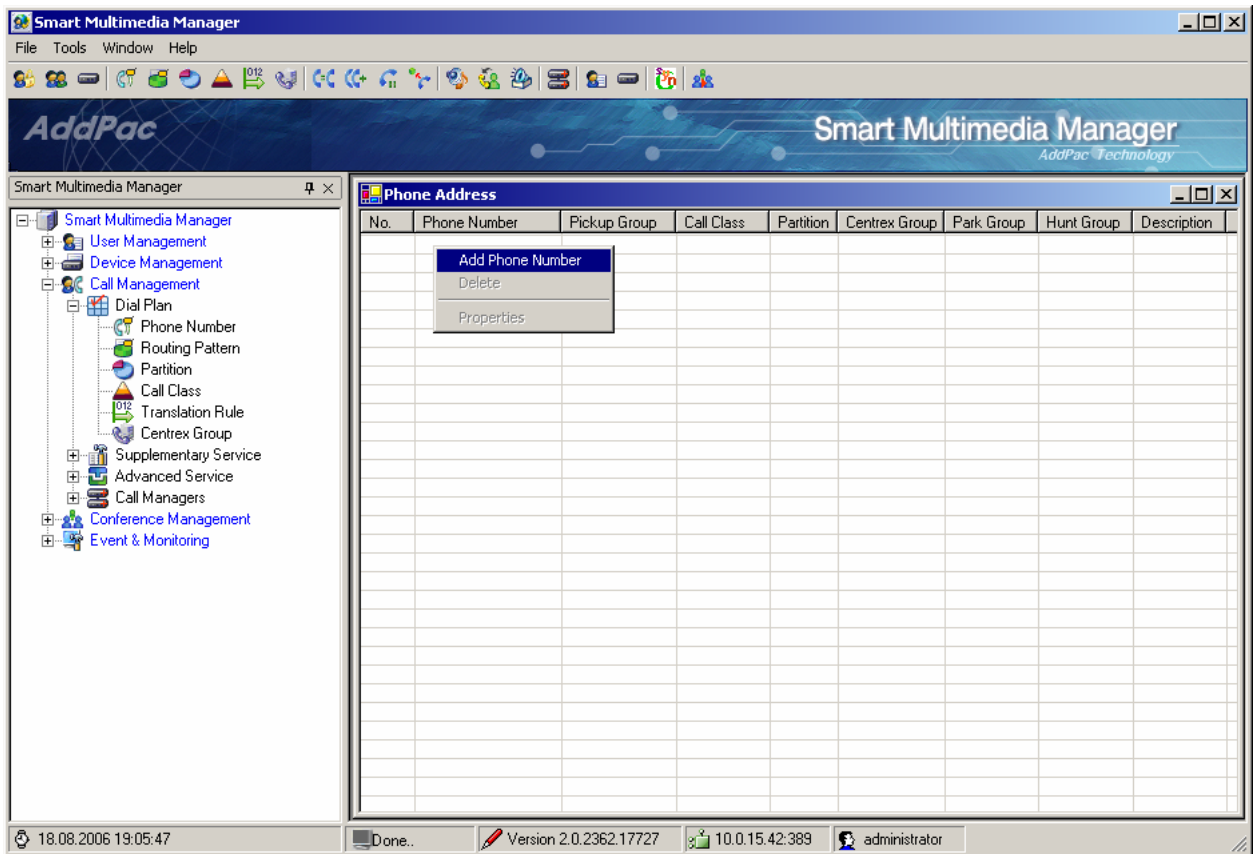 Smart Multimedia Manager
File Tools Window Help
012
AddPac
Smart Multimedia Manager
AddPac Technology
Smart Multimedia Manager
Smart Multimedia Manager
User Management
Device Management
Call Management
Dial Plan
Phone Number
Routing Pattern
Partition
Call Class
012
Translation Rule
Centrex Group
Supplementary Service
Advanced Service
Call Managers
Conference Management
Event & Monitoring
Phone Address
No. Phone Number Pickup Group Call Class Partition Centrex Group Park Group Hunt Group Description
Add Phone Number
Delete
Properties
18.08.2006 19:05:47 Done.. Version 2.0.2362.17727 10.0.15.42:389 administrator